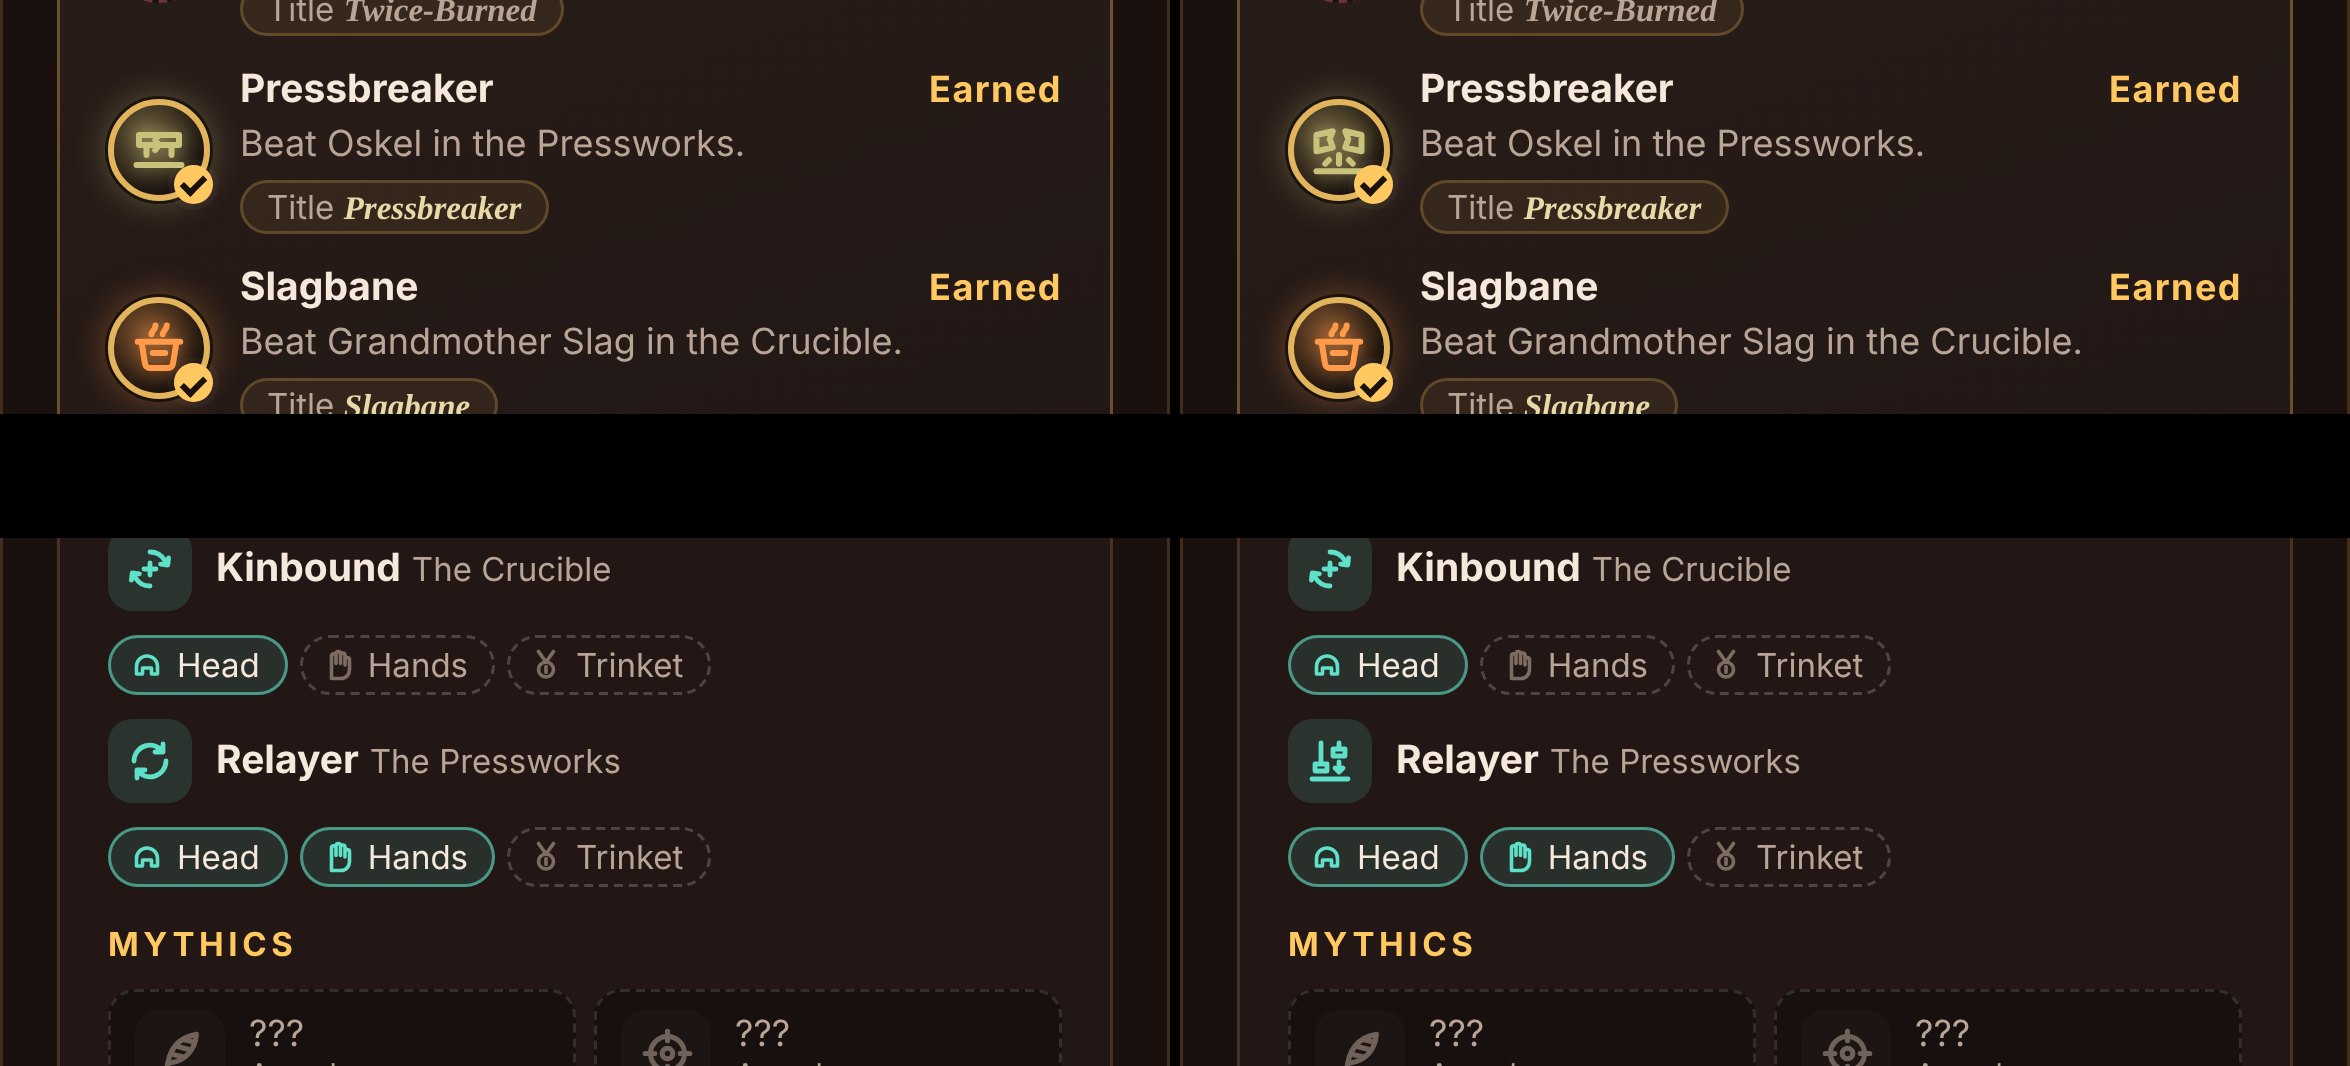 Title Twice-Burned
Pressbreaker Earned
Beat Oskel in the Pressworks.
Title Pressbreaker
Slagbane Earned
Beat Grandmother Slag in the Crucible.
Title Slagbane
Title Twice-Burned
Pressbreaker Earned
Beat Oskel in the Pressworks.
Title Pressbreaker
Slagbane Earned
Beat Grandmother Slag in the Crucible.
Title Slagbane
Kinbound The Crucible
Head Hands Trinket
Relayer The Pressworks
Head Hands Trinket
MYTHICS
??? ???
Kinbound The Crucible
Head Hands Trinket
Relayer The Pressworks
Head Hands Trinket
MYTHICS
??? ???